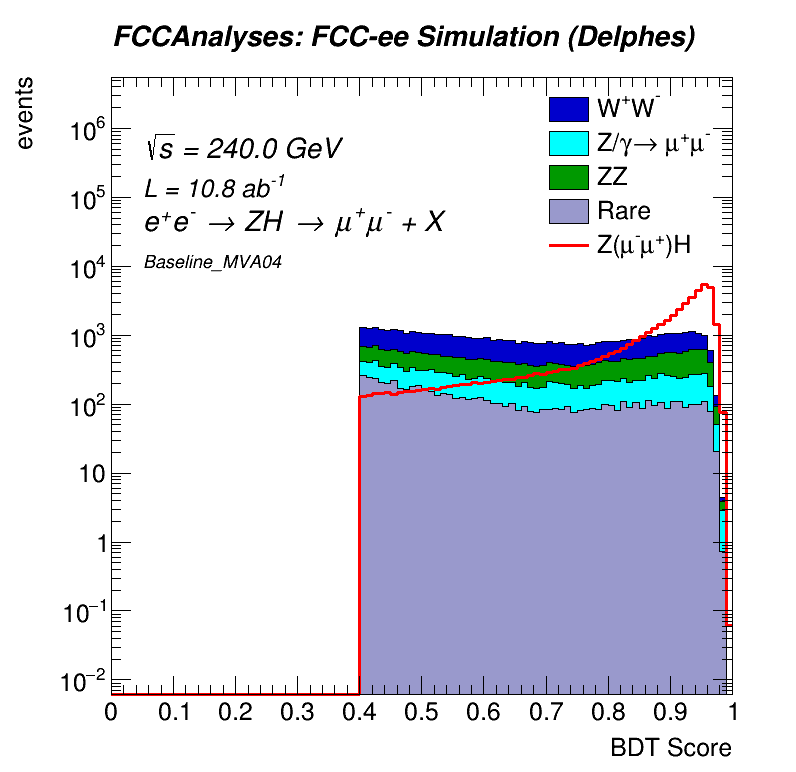 FCCAnalyses: FCC-ee Simulation (Delphes)
events
√s = 240.0 GeV
L = 10.8 ab⁻¹
e⁺e⁻ → ZH → μ⁺μ⁻ + X
Baseline_MVA04
W⁺W⁻
Z/γ→ μ⁺μ⁻
ZZ
Rare
Z(μ⁻μ⁺)H
10⁶
10⁵
10⁴
10³
10²
10
1
10⁻¹
10⁻²
0 0.1 0.2 0.3 0.4 0.5 0.6 0.7 0.8 0.9 1
BDT Score